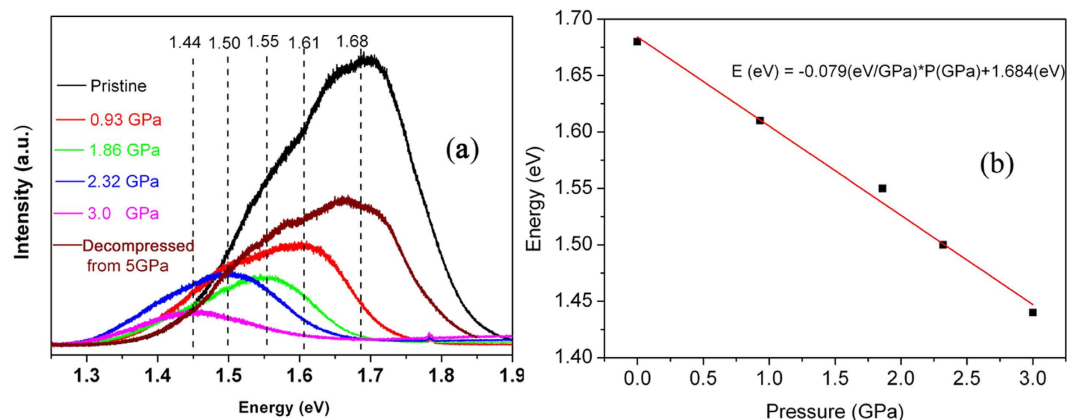 1.44 1.50 1.55 1.61 1.68
Pristine
0.93 GPa
1.86 GPa
2.32 GPa
3.0 GPa
Decompressed
from 5GPa
(a)
Intensity (a.u.)
1.3 1.4 1.5 1.6 1.7 1.8 1.9
Energy (eV)
1.70
1.65
1.60
1.55
1.50
1.45
1.40
E (eV) = -0.079(eV/GPa)*P(GPa)+1.684(eV)
(b)
Energy (eV)
0.0 0.5 1.0 1.5 2.0 2.5 3.0
Pressure (GPa)